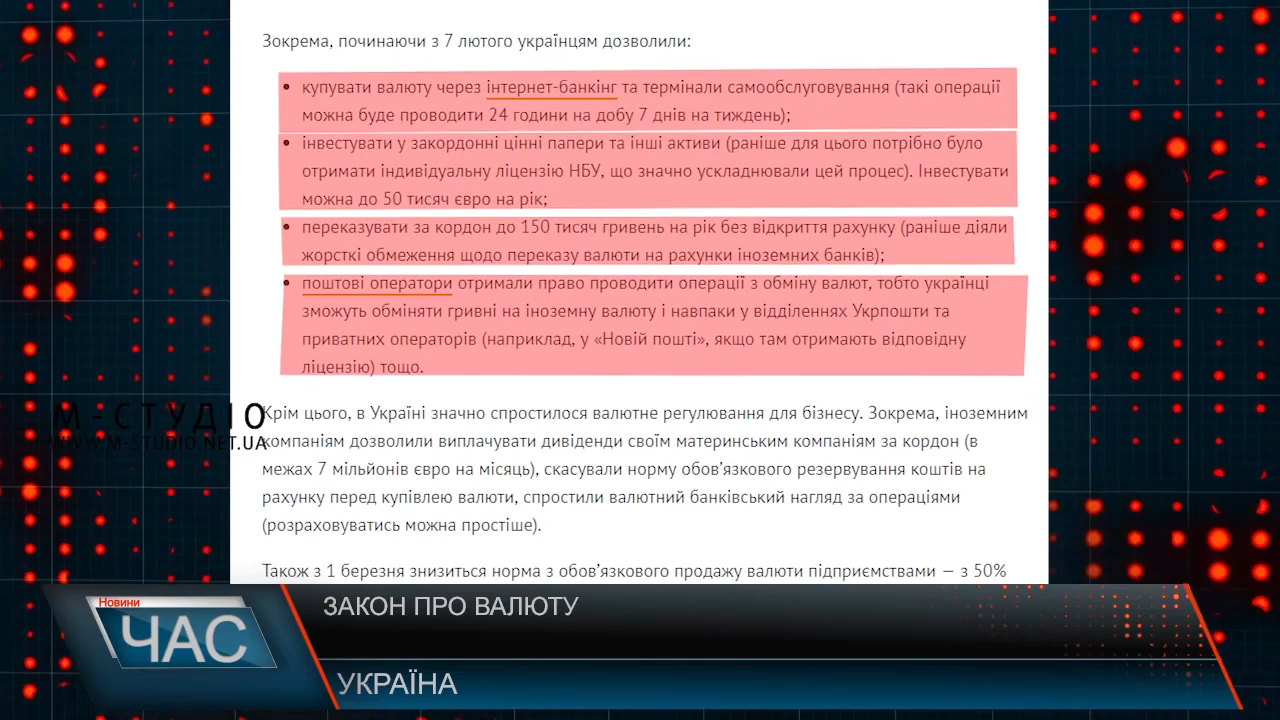 Зокрема, починаючи з 7 лютого українцям дозволили:
• купувати валюту через інтернет-банкінг та термінали самообслуговування (такі операції
можна буде проводити 24 години на добу 7 днів на тиждень);
• інвестувати у закордонні цінні папери та інші активи (раніше для цього потрібно було
отримати індивідуальну ліцензію НБУ, що значно ускладнювали цей процес). Інвестувати
можна до 50 тисяч євро на рік;
• переказувати за кордон до 150 тисяч гривень на рік без відкриття рахунку (раніше діяли
жорсткі обмеження щодо переказу валюти на рахунки іноземних банків);
• поштові оператори отримали право проводити операції з обміну валют, тобто українці
зможуть обміняти гривні на іноземну валюту і навпаки у відділеннях Укрпошти та
приватних операторів (наприклад, у «Новій пошті», якщо там отримають відповідну
ліцензію) тощо.
М-СТУДІО
WWW.M-STUDIO.NET.UA
Крім цього, в Україні значно спростилося валютне регулювання для бізнесу. Зокрема, іноземним
компаніям дозволили виплачувати дивіденди своїм материнським компаніям за кордон (в
межах 7 мільйонів євро на місяць), скасували норму обов’язкового резервування коштів на
рахунку перед купівлею валюти, спростили валютний банківський нагляд за операціями
(розраховуватись можна простіше).
Також з 1 березня знизиться норма з обов’язкового продажу валюти підприємствами — з 50%
Новини
ЧАС
ЗАКОН ПРО ВАЛЮТУ
УКРАЇНА